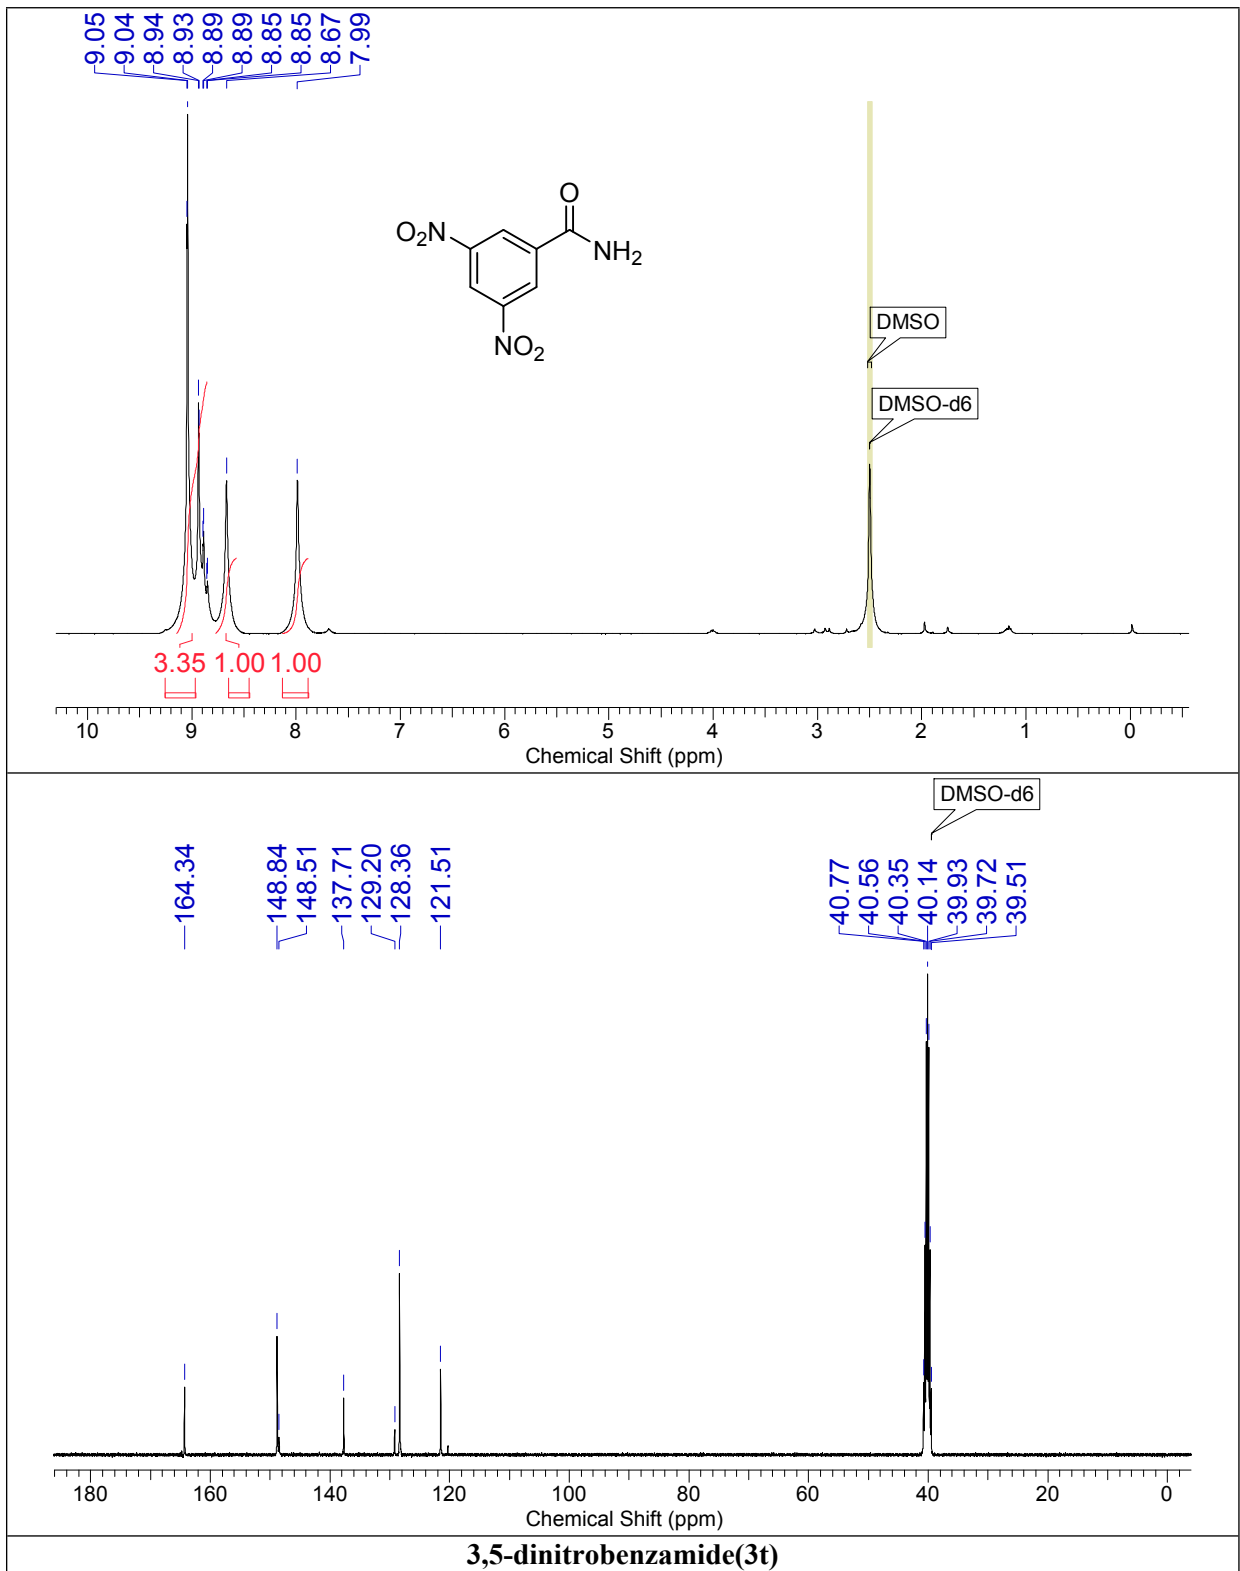 9.05
9.04
8.94
8.93
8.89
8.89
8.85
8.85
8.67
7.99
O
O2N
NH2
NO2
DMSO
DMSO-d6
3.35 1.00 1.00
10 9 8 7 6 5 4 3 2 1 0
Chemical Shift (ppm)
DMSO-d6
164.34
148.84
148.51
137.71
129.20
128.36
121.51
40.77
40.56
40.35
40.14
39.93
39.72
39.51
180 160 140 120 100 80 60 40 20 0
Chemical Shift (ppm)
3,5-dinitrobenzamide(3t)